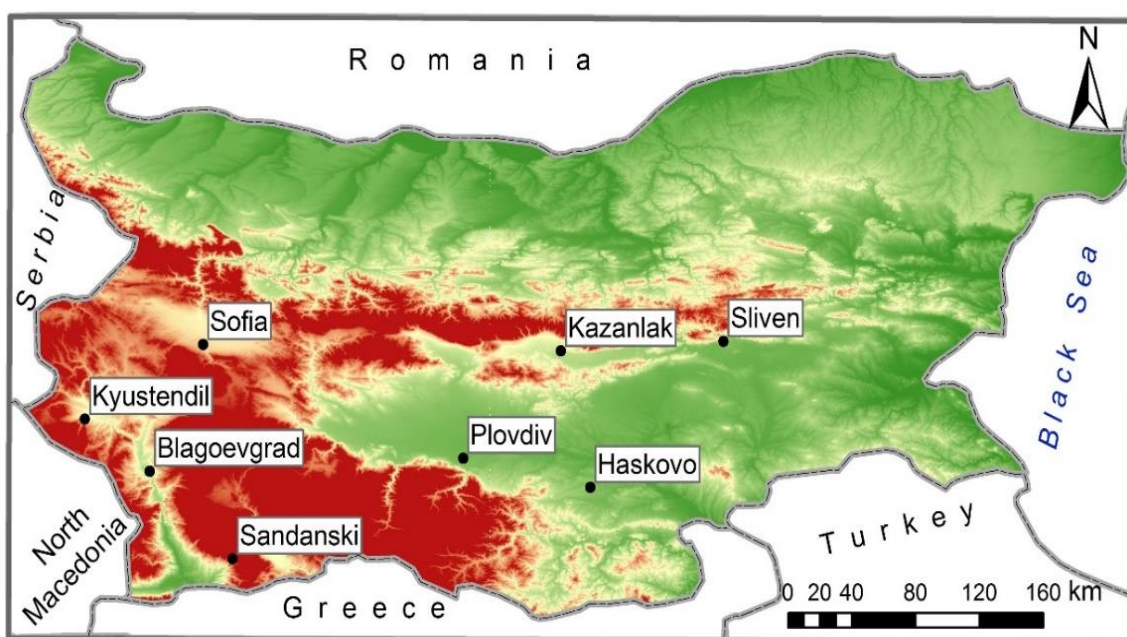 Romania
N
Serbia
Black Sea
Sofia
Kazanlak
Sliven
Kyustendil
Blagoevgrad
Plovdiv
Haskovo
Sandanski
North
Macedonia
Greece
Turkey
0 20 40 80 120 160 km